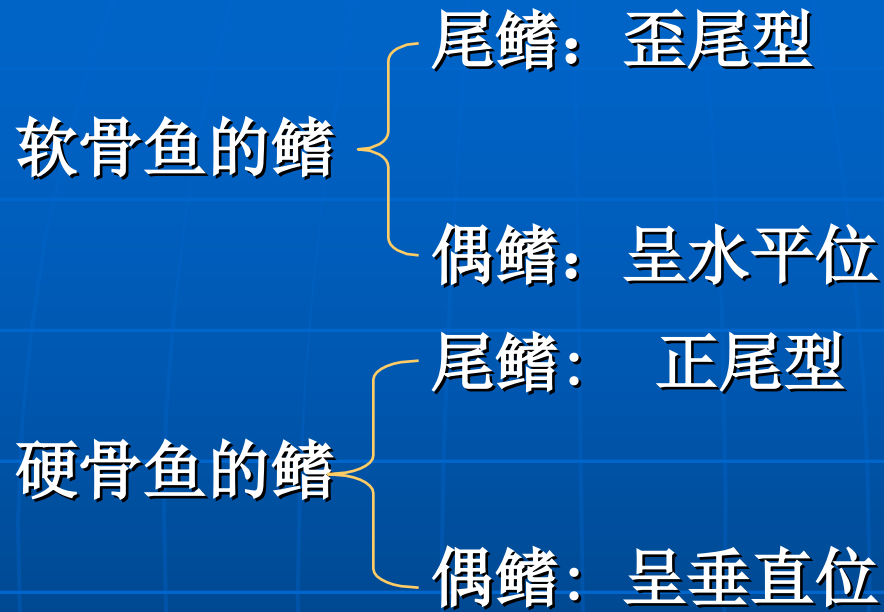 尾鳍：歪尾型
软骨鱼的鳍
偶鳍：呈水平位
尾鳍： 正尾型
硬骨鱼的鳍
偶鳍：呈垂直位